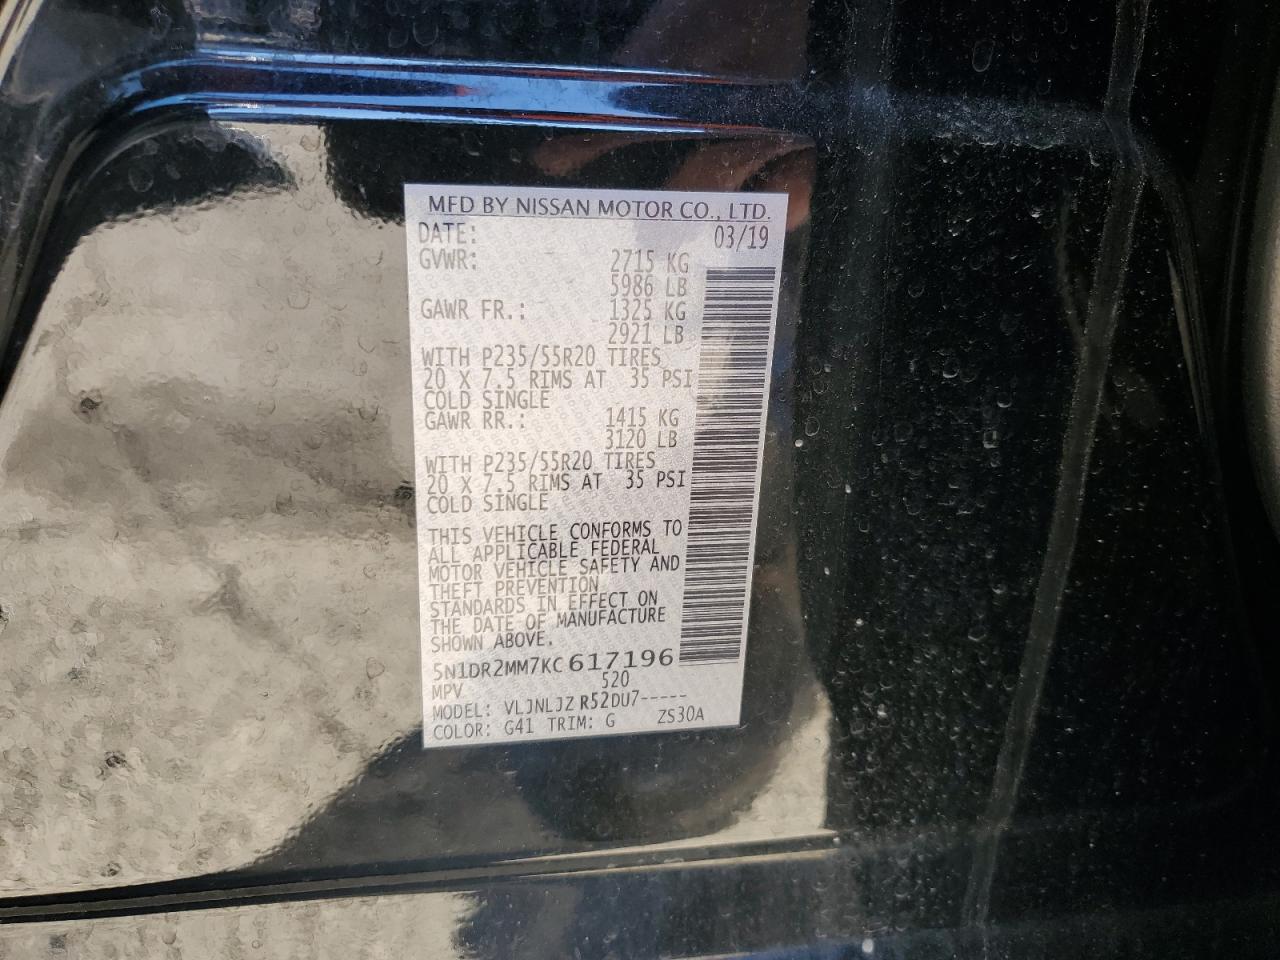 MFD BY NISSAN MOTOR CO., LTD.
DATE: 03/19
GVWR: 2715 KG
5986 LB
GAWR FR.: 1325 KG
2921 LB
WITH P235/55R20 TIRES
20 X 7.5 RIMS AT 35 PSI
COLD SINGLE
GAWR RR.: 1415 KG
3120 LB
WITH P235/55R20 TIRES
20 X 7.5 RIMS AT 35 PSI
COLD SINGLE
THIS VEHICLE CONFORMS TO
ALL APPLICABLE FEDERAL
MOTOR VEHICLE SAFETY AND
THEFT PREVENTION
STANDARDS IN EFFECT ON
THE DATE OF MANUFACTURE
SHOWN ABOVE.
5N1DR2MM7KC617196
MPV 520
MODEL: VLJNLJZ R52DU7-----
COLOR: G41 TRIM: G ZS30A